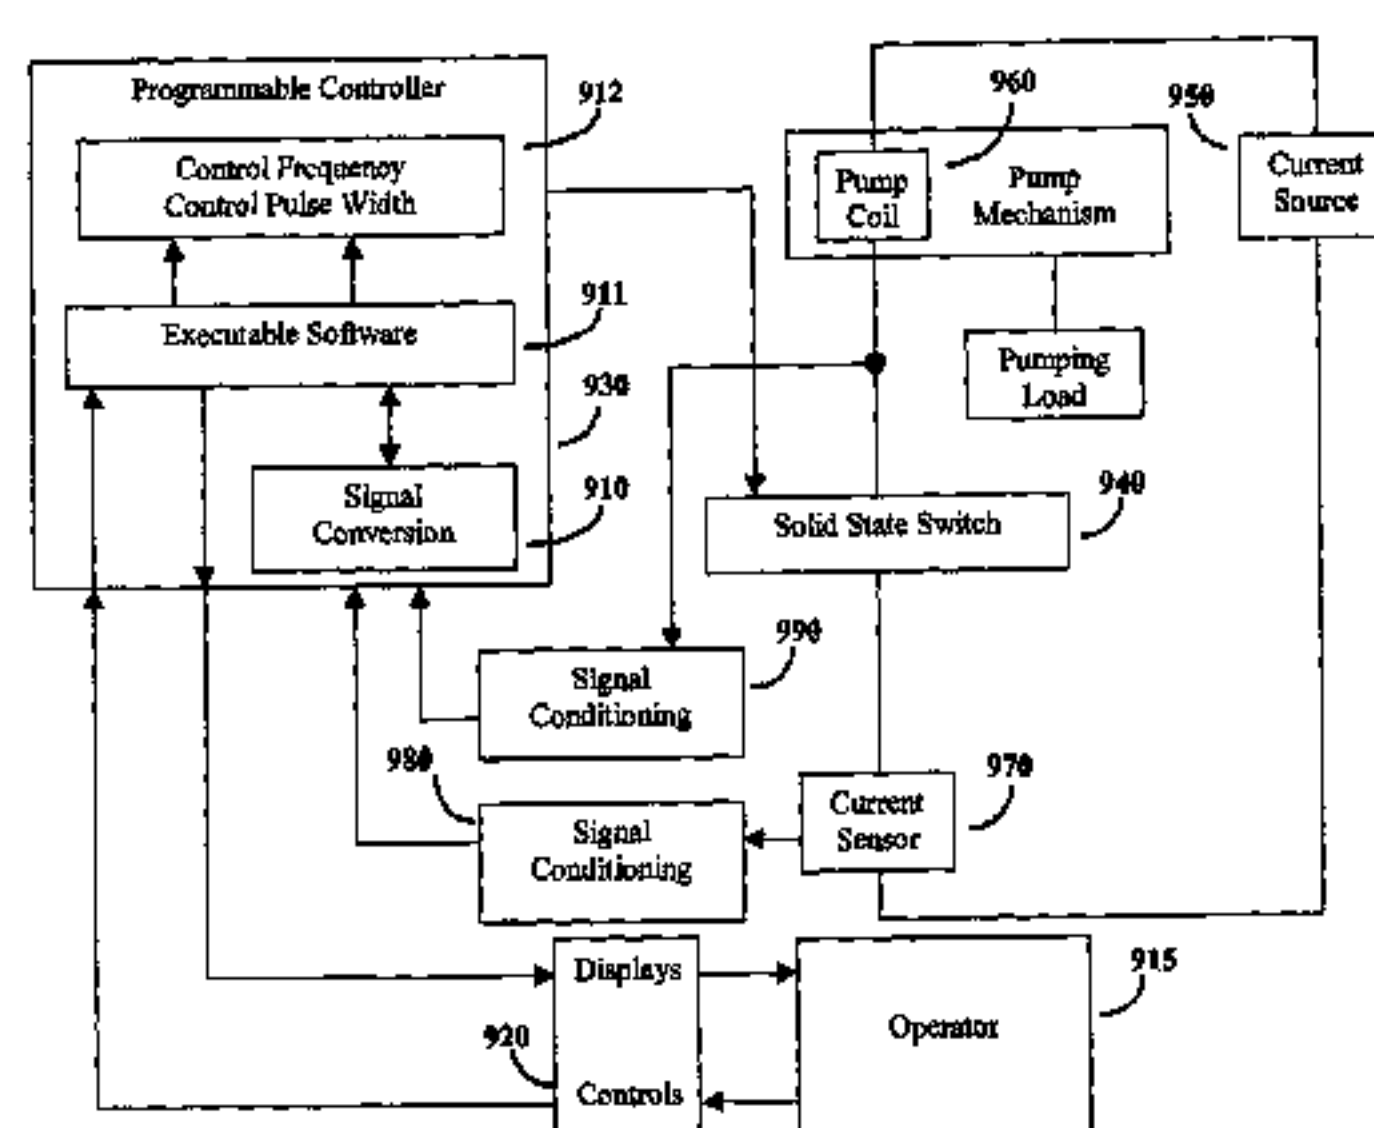 Programmable Controller
912
Control Frequency
Control Pulse Width
911
Executable Software
930
910
Signal
Conversion
960
950
Pump
Coil
Pump
Mechanism
Current
Source
Pumping
Load
940
Solid State Switch
990
Signal
Conditioning
980
Signal
Conditioning
970
Current
Sensor
Displays
920
Controls
915
Operator